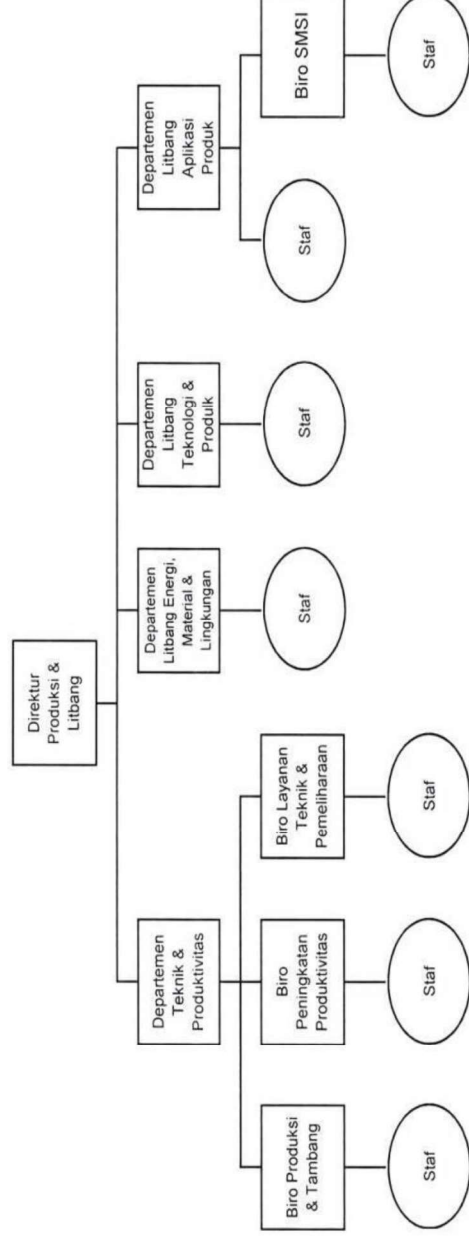 Direktur
Produksi &
Litbang
Departemen
Teknik &
Produktivitas
Departemen
Litbang Energi,
Material &
Lingkungan
Departemen
Litbang
Teknologi &
Produlk
Departemen
Litbang
Aplikasi
Produk
Biro Produksi
& Tambang
Biro
Peningkatan
Produktivitas
Biro Layanan
Teknik &
Pemeliharaan
Staf
Staf
Staf
Biro SMSI
Staf
Staf
Staf
Staf